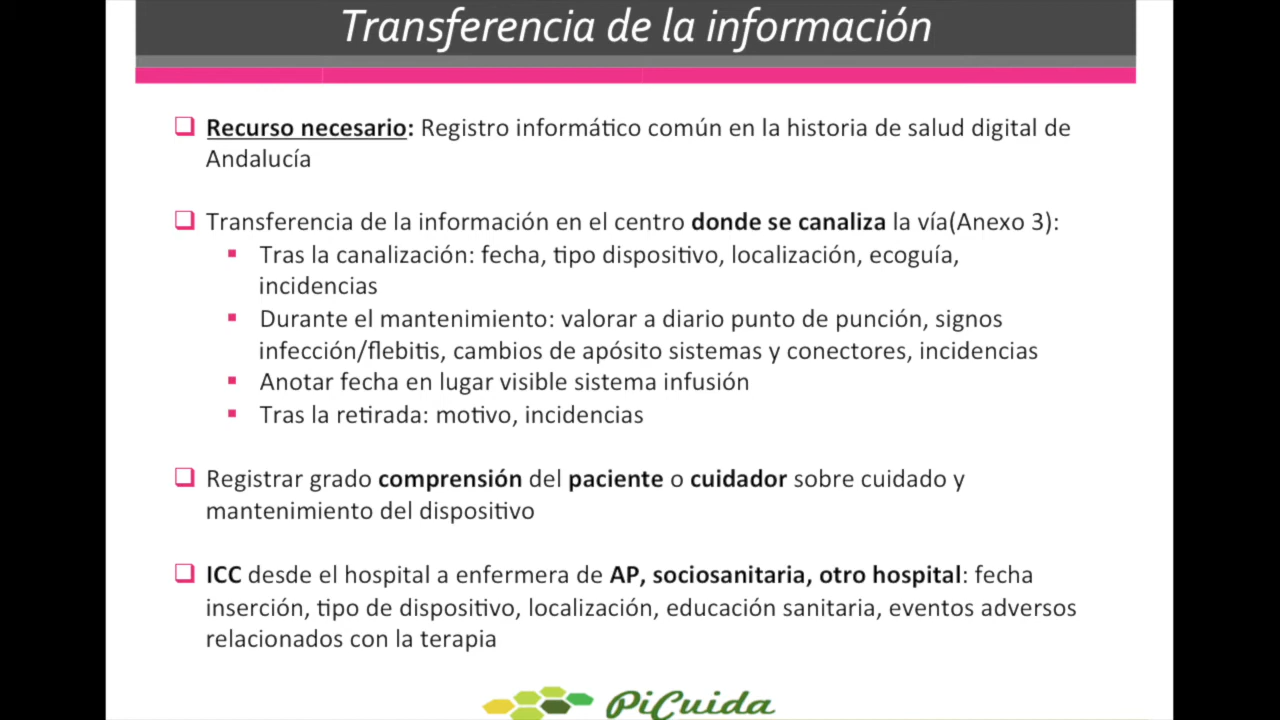 Transferencia de la información
Recurso necesario: Registro informático común en la historia de salud digital de
Andalucía
Transferencia de la información en el centro donde se canaliza la vía(Anexo 3):
Tras la canalización: fecha, tipo dispositivo, localización, ecoguía,
incidencias
Durante el mantenimiento: valorar a diario punto de punción, signos
infección/flebitis, cambios de apósito sistemas y conectores, incidencias
Anotar fecha en lugar visible sistema infusión
Tras la retirada: motivo, incidencias
Registrar grado comprensión del paciente o cuidador sobre cuidado y
mantenimiento del dispositivo
ICC desde el hospital a enfermera de AP, sociosanitaria, otro hospital: fecha
inserción, tipo de dispositivo, localización, educación sanitaria, eventos adversos
relacionados con la terapia
PiCuida